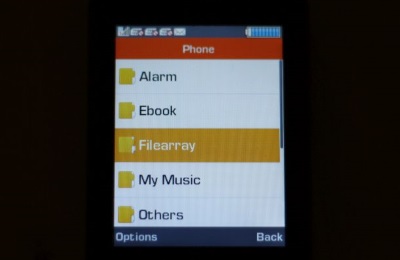 Phone
Alarm
Ebook
Filearray
My Music
Others
Options Back